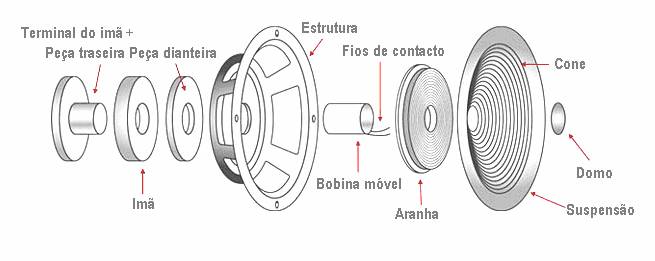 Terminal do imã +
Peça traseira Peça dianteira
Estrutura
Fios de contacto
Cone
Imã
Bobina móvel
Aranha
Domo
Suspensão